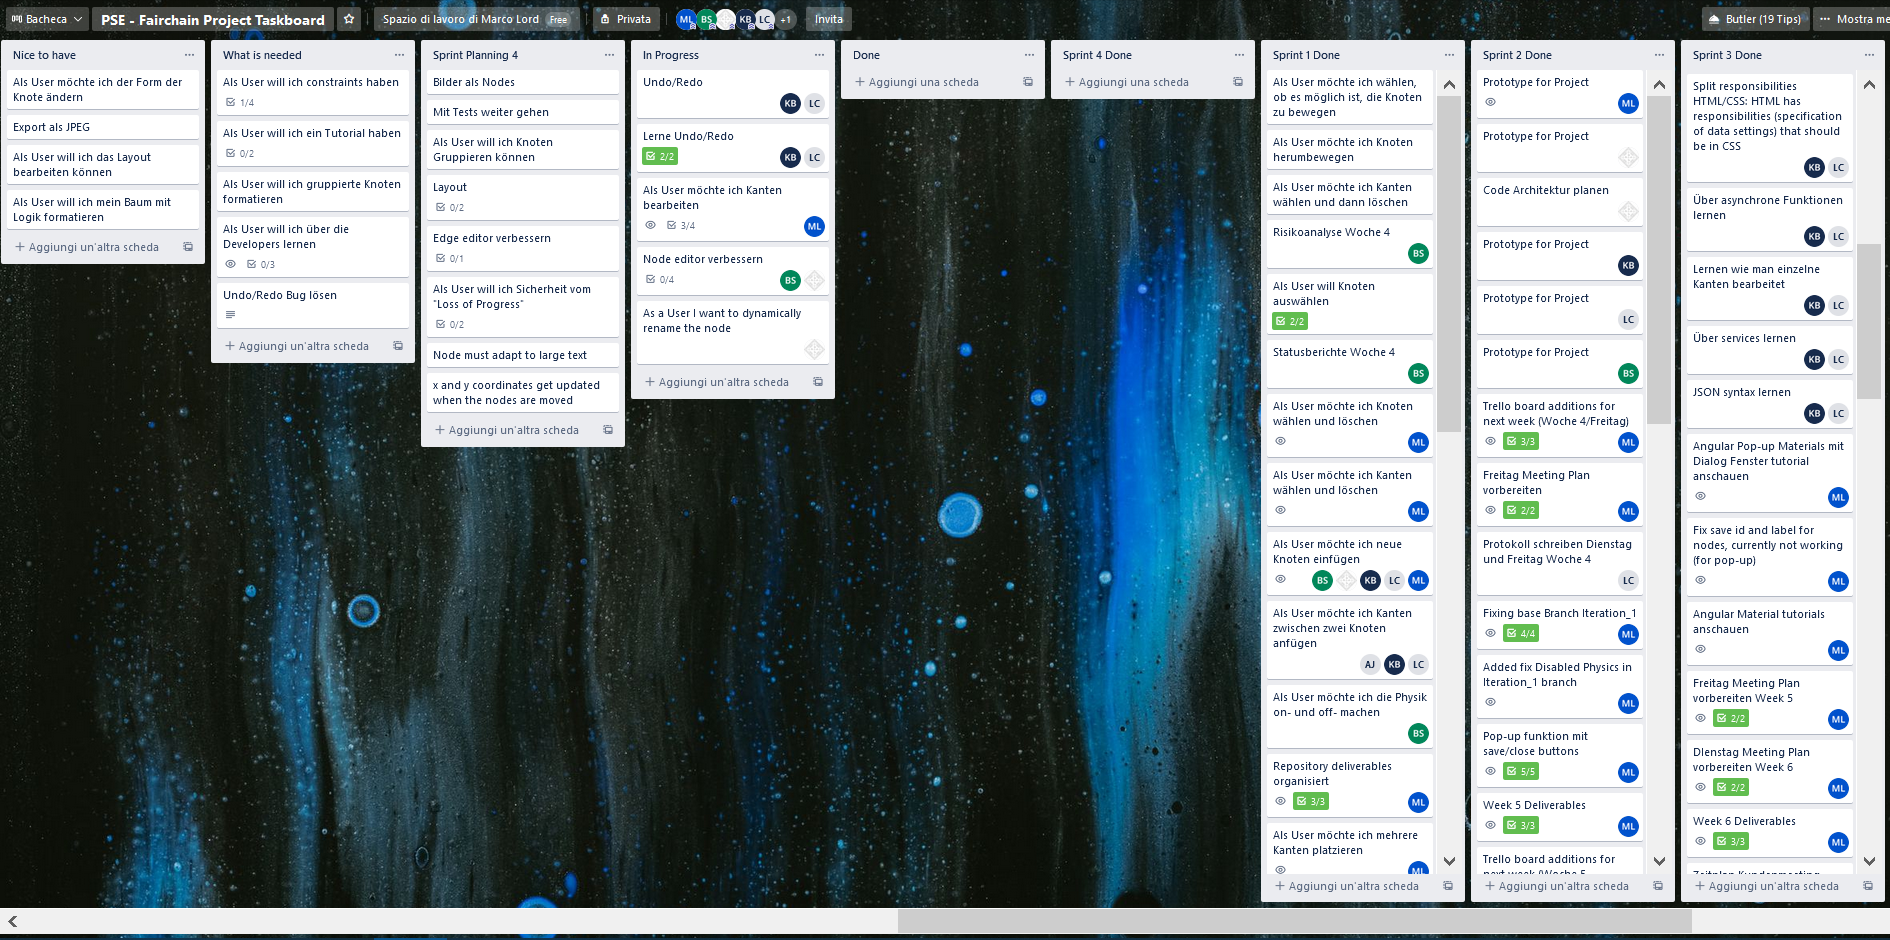 Bacheca
PSE - Fairchain Project Taskboard
Spazio di lavoro di Marco Lord
Free
Privata
ML
BS
KB
LC
+1
Invita
Butler (19 Tips)
Mostra me
Nice to have
Als User möchte ich der Form der
Knote ändern
Export als JPEG
Als User will ich das Layout
bearbeiten können
Als User will ich mein Baum mit
Logik formatieren
+ Aggiungi un'altra scheda
What is needed
Als User will ich constraints haben
1/4
Als User will ich ein Tutorial haben
0/2
Als User will ich gruppierte Knoten
formatieren
Als User will ich über die
Developers lernen
0/3
Undo/Redo Bug lösen
+ Aggiungi un'altra scheda
Sprint Planning 4
Bilder als Nodes
Mit Tests weiter gehen
Als User will ich Knoten
Gruppieren können
Layout
0/2
Edge editor verbessern
0/1
Als User will ich Sicherheit vom
"Loss of Progress"
0/2
Node must adapt to large text
x and y coordinates get updated
when the nodes are moved
+ Aggiungi un'altra scheda
In Progress
Undo/Redo
KB LC
Lerne Undo/Redo
2/2 KB LC
Als User möchte ich Kanten
bearbeiten
3/4 ML
Node editor verbessern
0/4 BS
As a User I want to dynamically
rename the node
+ Aggiungi un'altra scheda
Done
+ Aggiungi una scheda
Sprint 4 Done
+ Aggiungi una scheda
Sprint 1 Done
Als User möchte ich wählen,
ob es möglich ist, die Knoten
zu bewegen
Als User möchte ich Knoten
herumbewegen
Als User möchte ich Kanten
wählen und dann löschen
Risikoanalyse Woche 4
BS
Als User will Knoten
auswählen
2/2
Statusberichte Woche 4
BS
Als User möchte ich Knoten
wählen und löschen
ML
Als User möchte ich Kanten
wählen und löschen
ML
Als User möchte ich neue
Knoten einfügen
BS KB LC ML
Als User möchte ich Kanten
zwischen zwei Knoten
anfügen
AJ KB LC
Als User möchte ich die Physik
on- und off- machen
BS
Repository deliverables
organisiert
3/3 ML
Als User möchte ich mehrere
Kanten platzieren
ML
+ Aggiungi un'altra scheda
Sprint 2 Done
Prototype for Project
ML
Prototype for Project
Code Architektur planen
Prototype for Project
KB
Prototype for Project
LC
Prototype for Project
BS
Trello board additions for
next week (Woche 4/Freitag)
3/3 ML
Freitag Meeting Plan
vorbereiten
2/2 ML
Protokoll schreiben Dienstag
und Freitag Woche 4
LC
Fixing base Branch Iteration_1
4/4 ML
Added fix Disabled Physics in
Iteration_1 branch
ML
Pop-up funktion mit
save/close buttons
5/5 ML
Week 5 Deliverables
3/3 ML
Trello board additions for
next week (Woche 5
+ Aggiungi un'altra scheda
Sprint 3 Done
Split responsibilities
HTML/CSS: HTML has
responsibilities (specification
of data settings) that should
be in CSS
KB LC
Über asynchrone Funktionen
lernen
KB LC
Lernen wie man einzelne
Kanten bearbeitet
KB LC
Über services lernen
KB LC
JSON syntax lernen
KB LC
Angular Pop-up Materials mit
Dialog Fenster tutorial
anschauen
ML
Fix save id and label for
nodes, currently not working
(for pop-up)
ML
Angular Material tutorials
anschauen
ML
Freitag Meeting Plan
vorbereiten Week 5
2/2 ML
DIenstag Meeting Plan
vorbereiten Week 6
2/2 ML
Week 6 Deliverables
3/3 ML
+ Aggiungi un'altra scheda